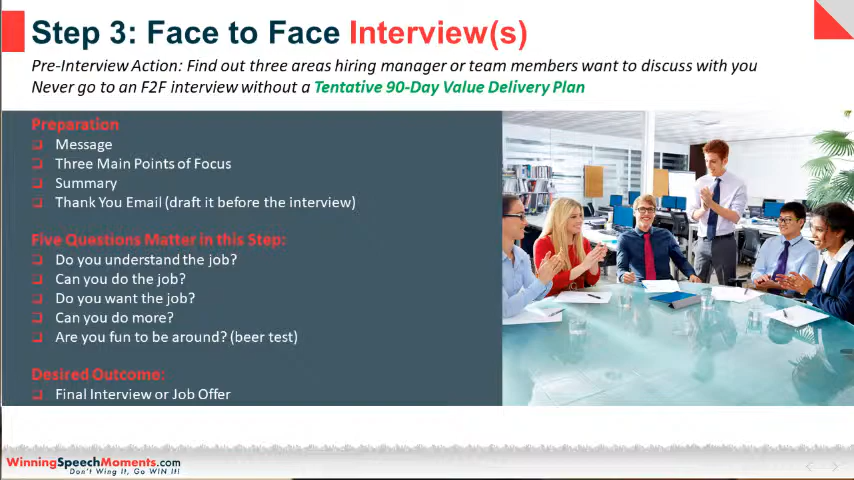 Step 3: Face to Face Interview(s)
Pre-Interview Action: Find out three areas hiring manager or team members want to discuss with you
Never go to an F2F interview without a Tentative 90-Day Value Delivery Plan
Preparation
Message
Three Main Points of Focus
Summary
Thank You Email (draft it before the interview)
Five Questions Matter in this Step:
Do you understand the job?
Can you do the job?
Do you want the job?
Can you do more?
Are you fun to be around? (beer test)
Desired Outcome:
Final Interview or Job Offer
WinningSpeechMoments.com
Don't Wing It, Go WIN It!